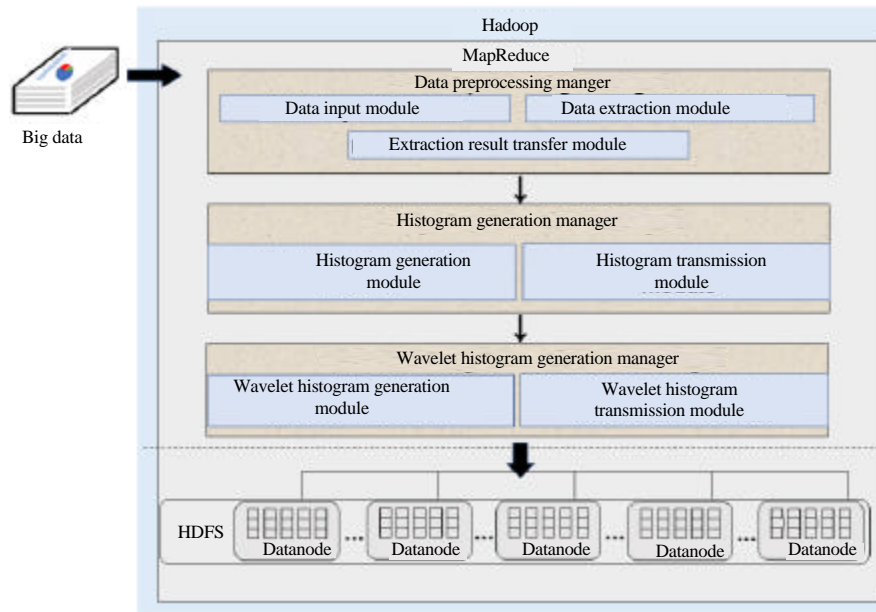 Hadoop
MapReduce
Data preprocessing manger
Data input module
Data extraction module
Extraction result transfer module
Big data
Histogram generation manager
Histogram generation
module
Histogram transmission
module
Wavelet histogram generation manager
Wavelet histogram generation
module
Wavelet histogram
transmission module
HDFS
Datanode
...
Datanode
...
Datanode
...
Datanode
...
Datanode